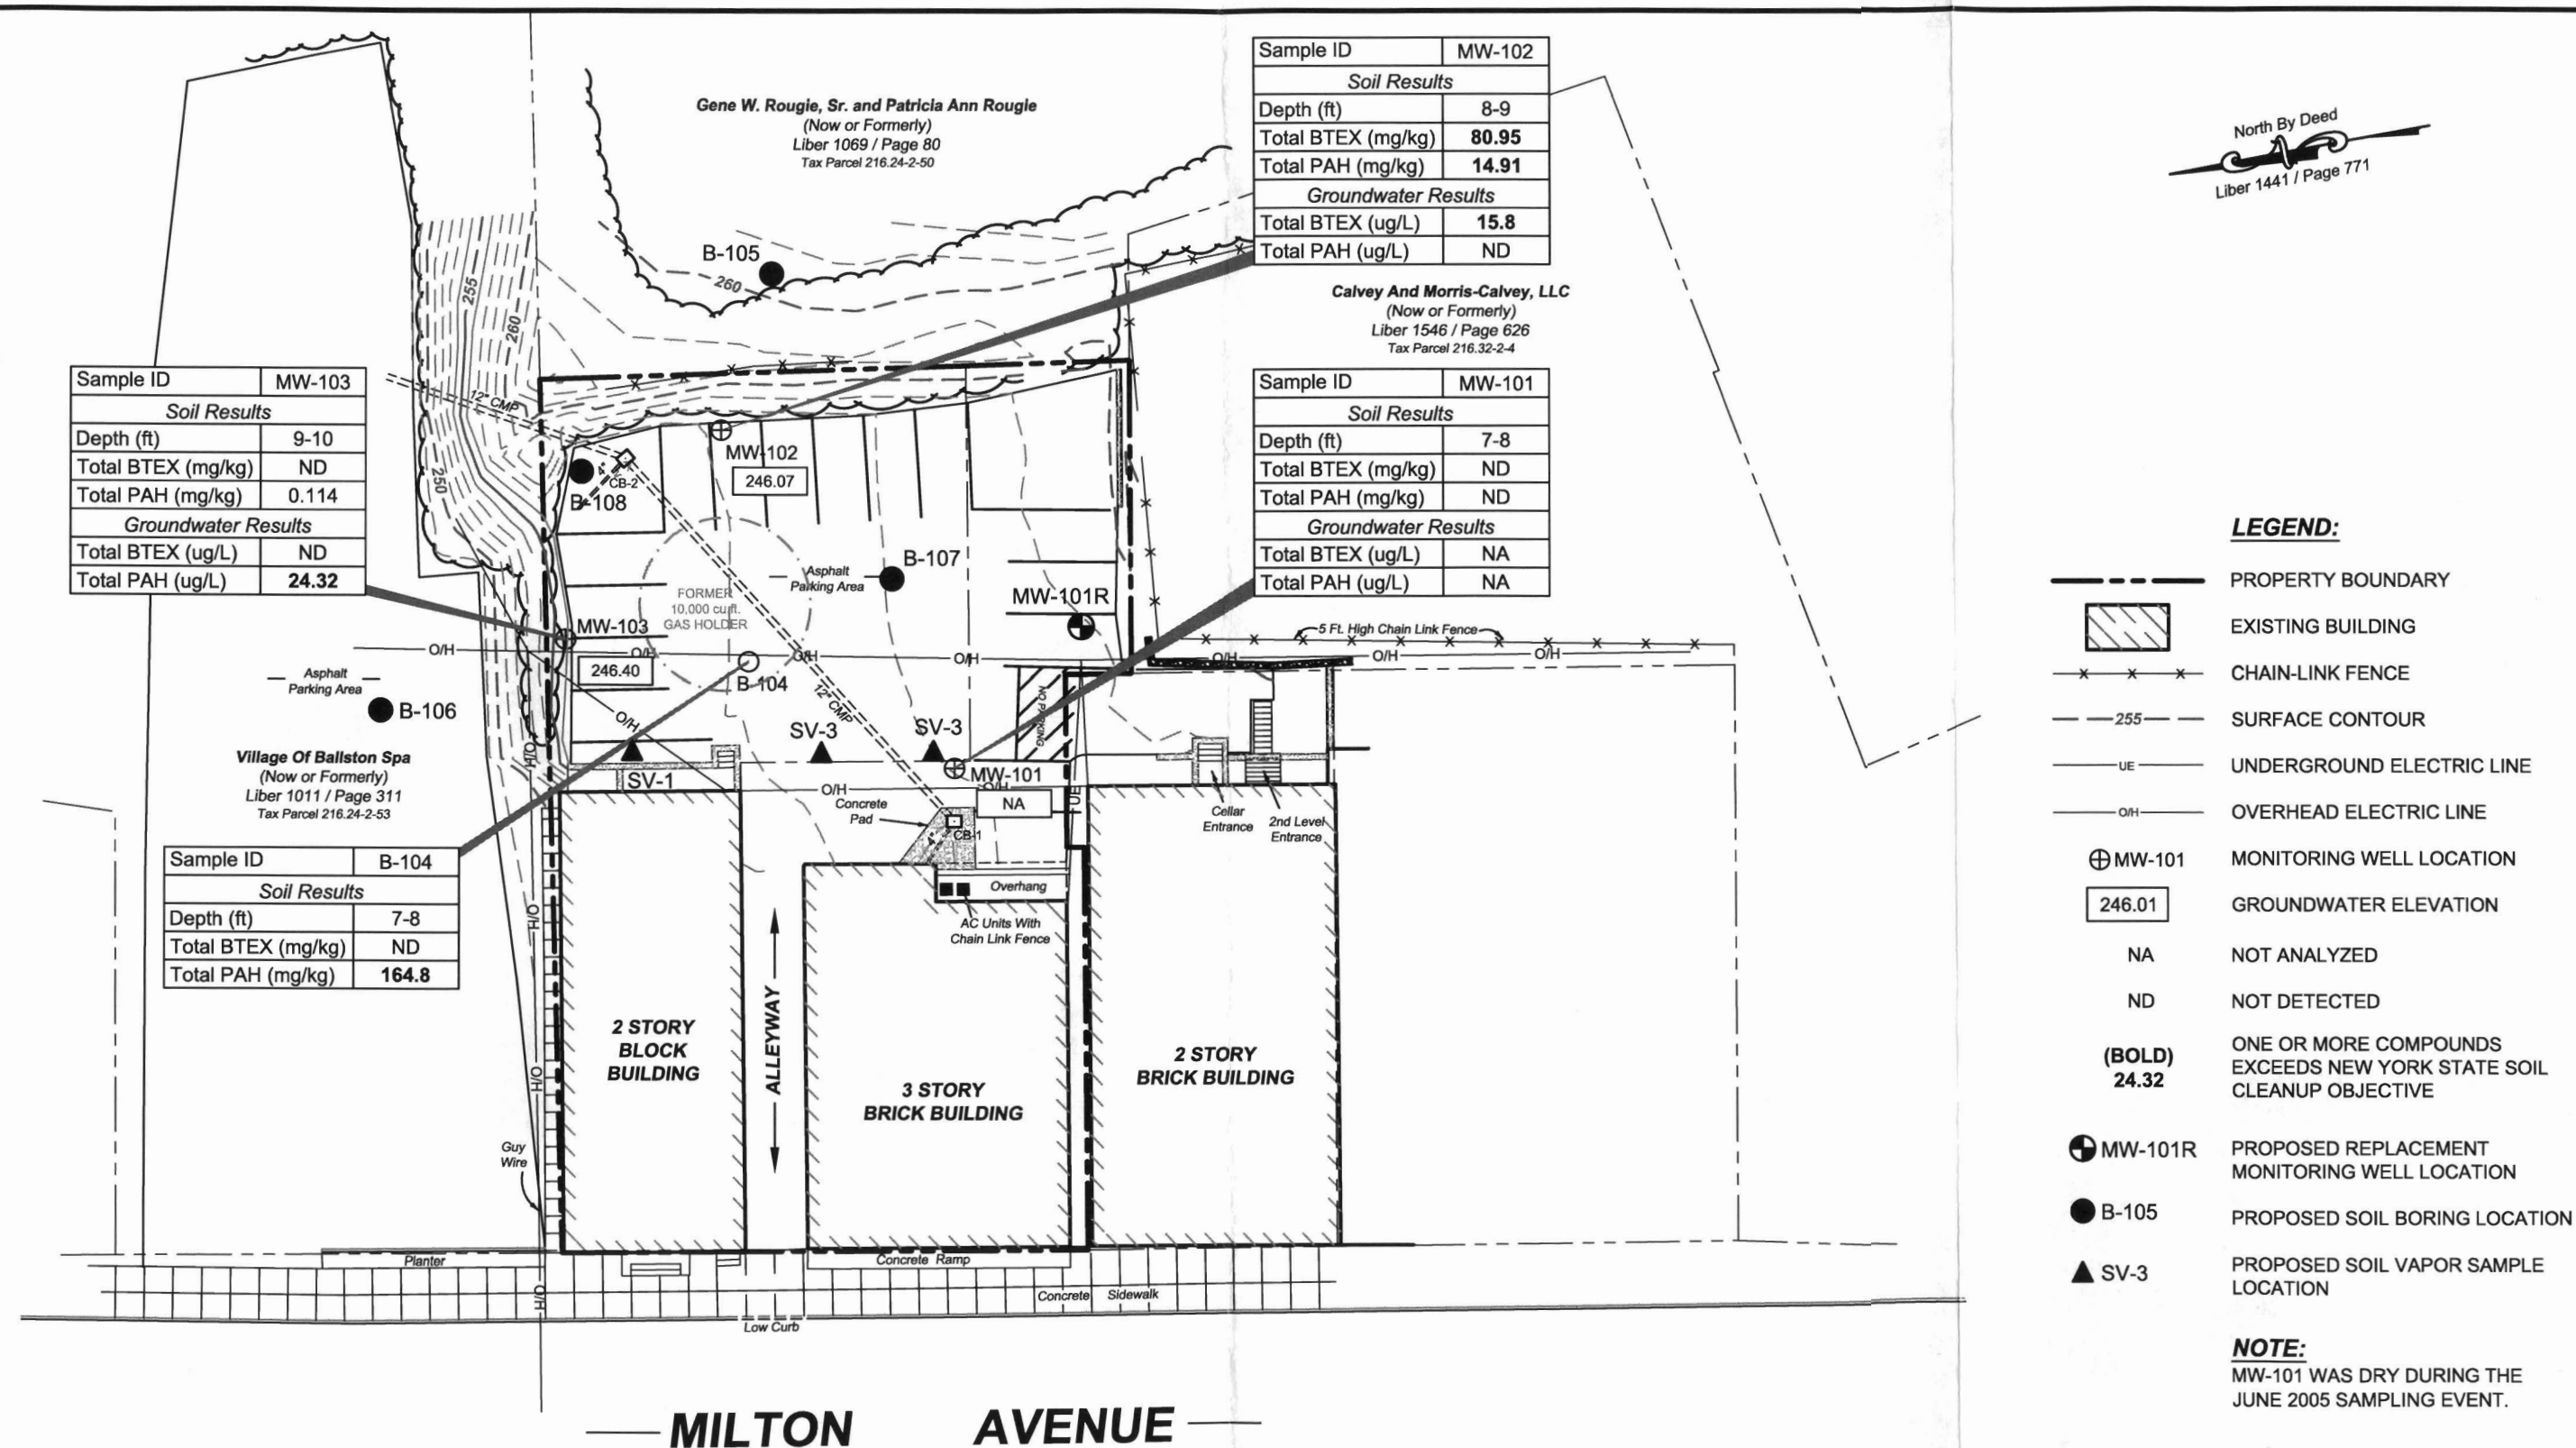 Gene W. Rougie, Sr. and Patricia Ann Rougie
(Now or Formerly)
Liber 1069 / Page 80
Tax Parcel 216.24-2-50
Sample ID MW-102
Soil Results
Depth (ft) 8-9
Total BTEX (mg/kg) 80.95
Total PAH (mg/kg) 14.91
Groundwater Results
Total BTEX (ug/L) 15.8
Total PAH (ug/L) ND
North By Deed
Liber 1441 / Page 771
Calvey And Morris-Calvey, LLC
(Now or Formerly)
Liber 1546 / Page 626
Tax Parcel 216.32-2-4
Sample ID MW-101
Soil Results
Depth (ft) 7-8
Total BTEX (mg/kg) ND
Total PAH (mg/kg) ND
Groundwater Results
Total BTEX (ug/L) NA
Total PAH (ug/L) NA
Sample ID MW-103
Soil Results
Depth (ft) 9-10
Total BTEX (mg/kg) ND
Total PAH (mg/kg) 0.114
Groundwater Results
Total BTEX (ug/L) ND
Total PAH (ug/L) 24.32
B-105
260
255
260
250
12" CMP
MW-102
246.07
4"
CB-2
B-108
B-107
Asphalt
Parking Area
FORMER
10,000 cu.ft.
GAS HOLDER
MW-101R
MW-103
246.40
O/H
O/H
O/H
O/H
O/H
O/H
O/H
5 Ft. High Chain Link Fence
B-104
12" CMP
NO PARKING
O/H
O/H
Asphalt
Parking Area
B-106
SV-3
SV-3
SV-1
MW-101
NA
O/H
O/H
UE
Village Of Ballston Spa
(Now or Formerly)
Liber 1011 / Page 311
Tax Parcel 216.24-2-53
Concrete
Pad
CB-1
4"
Cellar
Entrance
2nd Level
Entrance
Overhang
AC Units With
Chain Link Fence
Sample ID B-104
Soil Results
Depth (ft) 7-8
Total BTEX (mg/kg) ND
Total PAH (mg/kg) 164.8
O/H
O/H
O/H
2 STORY
BLOCK
BUILDING
ALLEYWAY
3 STORY
BRICK BUILDING
2 STORY
BRICK BUILDING
Guy
Wire
Planter
Concrete Ramp
Concrete Sidewalk
Low Curb
MILTON AVENUE
LEGEND:
PROPERTY BOUNDARY
EXISTING BUILDING
CHAIN-LINK FENCE
255 SURFACE CONTOUR
UE UNDERGROUND ELECTRIC LINE
O/H OVERHEAD ELECTRIC LINE
MW-101 MONITORING WELL LOCATION
246.01 GROUNDWATER ELEVATION
NA NOT ANALYZED
ND NOT DETECTED
(BOLD)
24.32
ONE OR MORE COMPOUNDS
EXCEEDS NEW YORK STATE SOIL
CLEANUP OBJECTIVE
MW-101R PROPOSED REPLACEMENT
MONITORING WELL LOCATION
B-105 PROPOSED SOIL BORING LOCATION
SV-3 PROPOSED SOIL VAPOR SAMPLE
LOCATION
NOTE:
MW-101 WAS DRY DURING THE
JUNE 2005 SAMPLING EVENT.